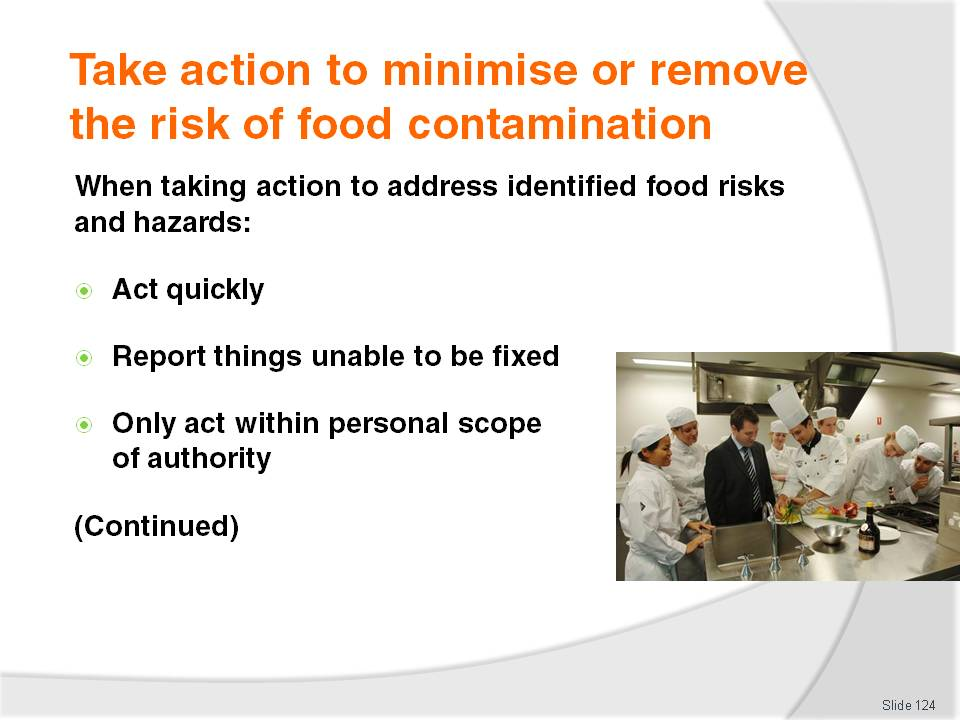 Take action to minimise or remove
the risk of food contamination
When taking action to address identified food risks
and hazards:
Act quickly
Report things unable to be fixed
Only act within personal scope
of authority
(Continued)
Slide 124